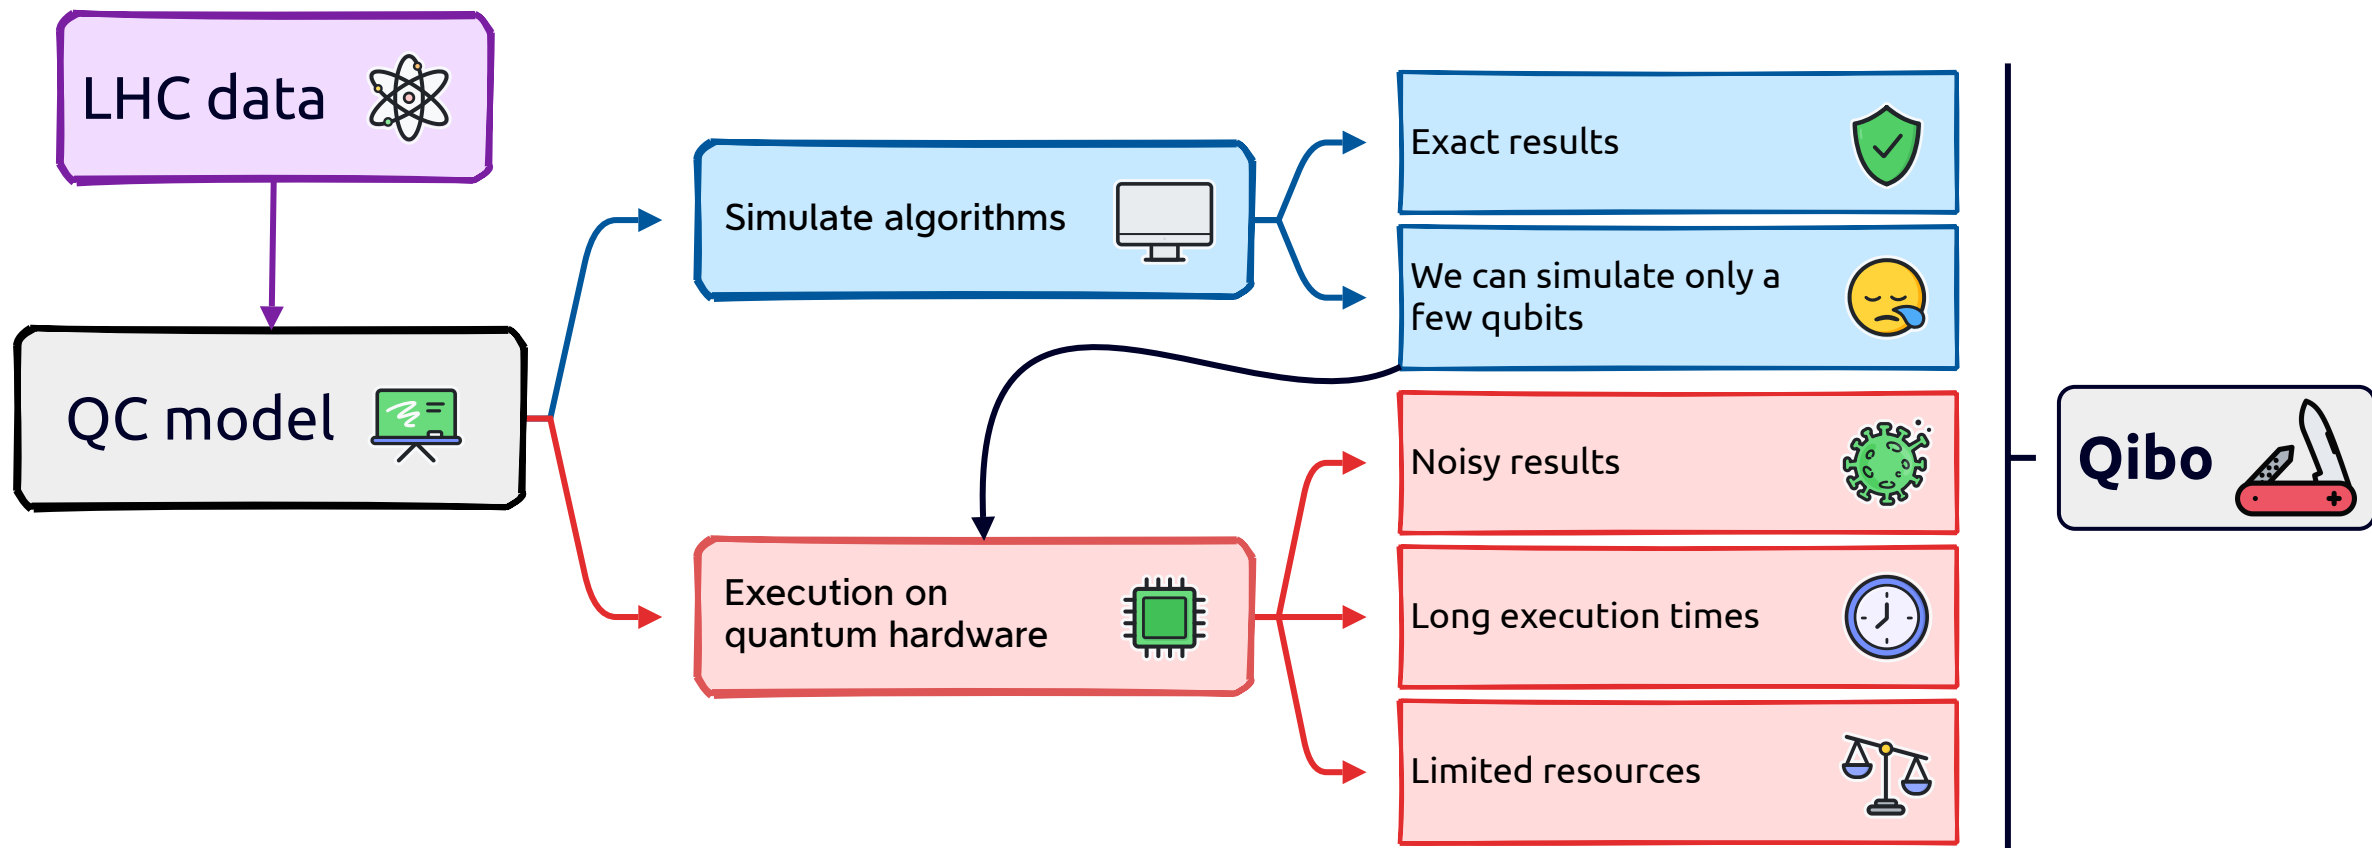 LHC data
QC model
Simulate algorithms
Execution on
quantum hardware
Exact results
We can simulate only a
few qubits
Noisy results
Long execution times
Limited resources
Qibo